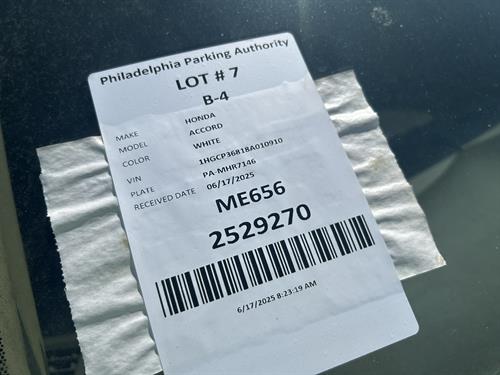 Philadelphia Parking Authority
LOT # 7
B-4
MAKE HONDA
MODEL ACCORD
COLOR WHITE
VIN 1HGCP36818A010910
PLATE PA-MHR7146
RECEIVED DATE 06/17/2025
ME656
2529270
6/17/2025 8:23:19 AM